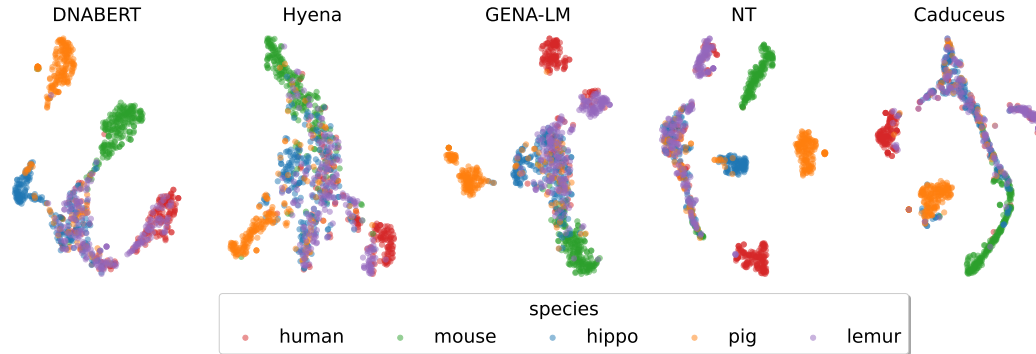 DNABERT Hyena GENA-LM NT Caduceus
species
human mouse hippo pig lemur